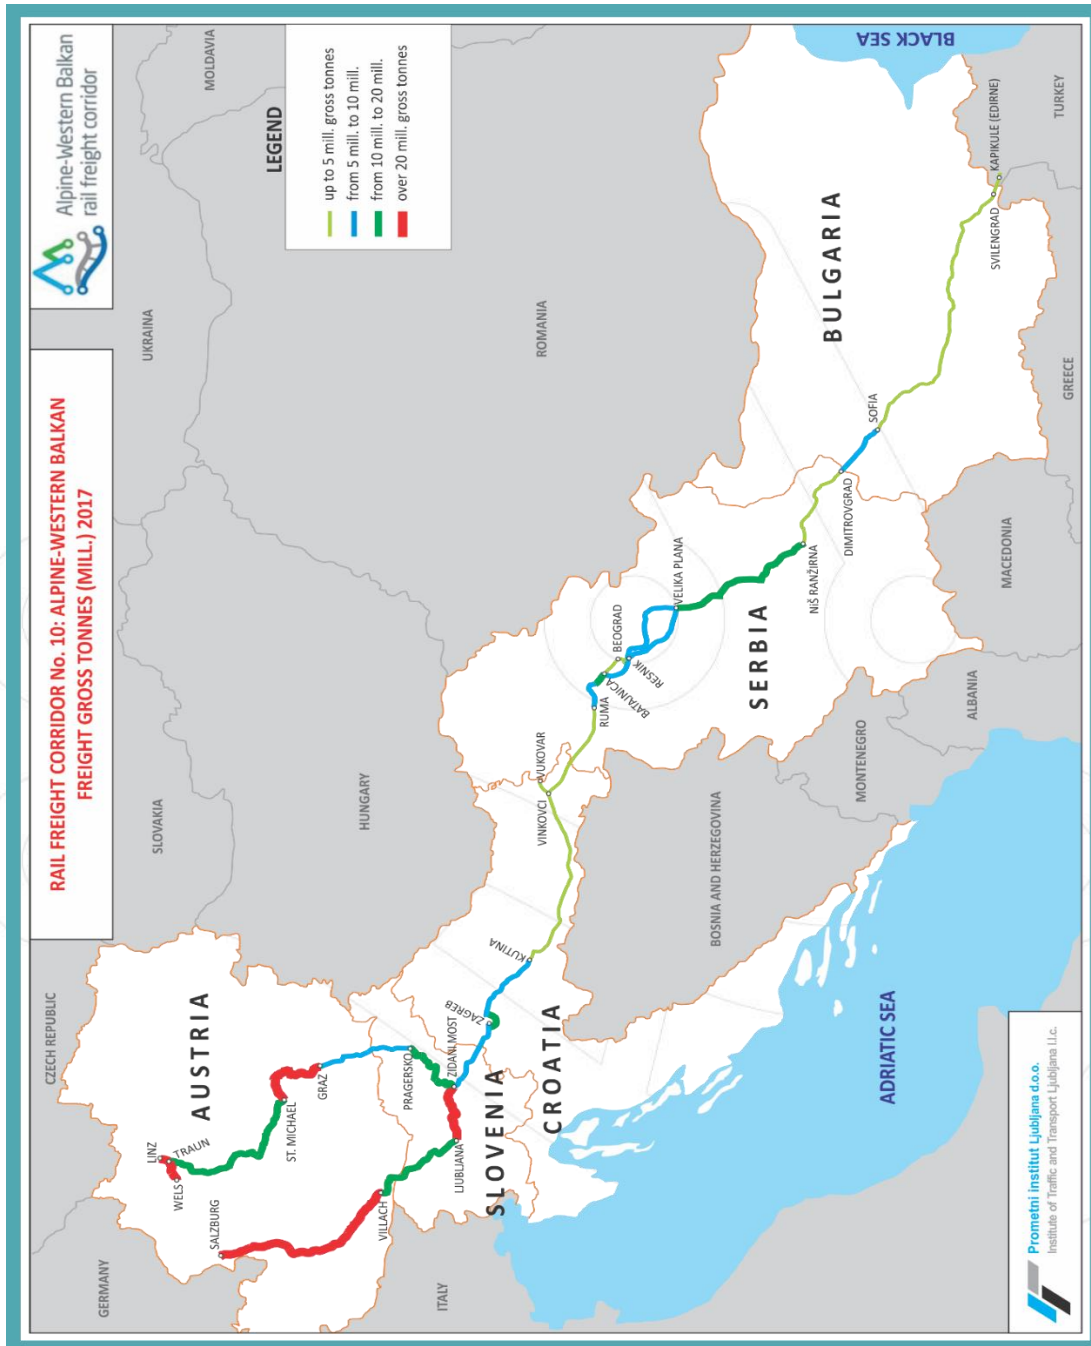 RAIL FREIGHT CORRIDOR No. 10: ALPINE-WESTERN BALKAN
FREIGHT GROSS TONNES (MILL.) 2017
Alpine-Western Balkan
rail freight corridor
LEGEND
up to 5 mill. gross tonnes
from 5 mill. to 10 mill.
from 10 mill. to 20 mill.
over 20 mill. gross tonnes
GERMANY
CZECH REPUBLIC
SLOVAKIA
UKRAINA
MOLDAVIA
HUNGARY
ROMANIA
BLACK SEA
AUSTRIA
LINZ
TRAUN
WELS
SALZBURG
ST. MICHAEL
GRAZ
VILLACH
ITALY
PRAGERSKO
ZIDANI MOST
LJUBLJANA
SLOVENIA
ZAGREB
KUTINA
CROATIA
VINKOVCI
VUKOVAR
RUMA
BATAJNICA
BEOGRAD
RESNIK
VELIKA PLANA
SERBIA
NiŠ RANŽIRNA
DIMITROVGRAD
SOFIA
BULGARIA
SVILENGRAD
KAPIKULE (EDIRNE)
TURKEY
GREECE
MACEDONIA
ALBANIA
MONTENEGRO
BOSNIA AND HERZEGOVINA
ADRIATIC SEA
Prometni institut Ljubljana d.o.o.
Institute of Traffic and Transport Ljubljana l.l.c.